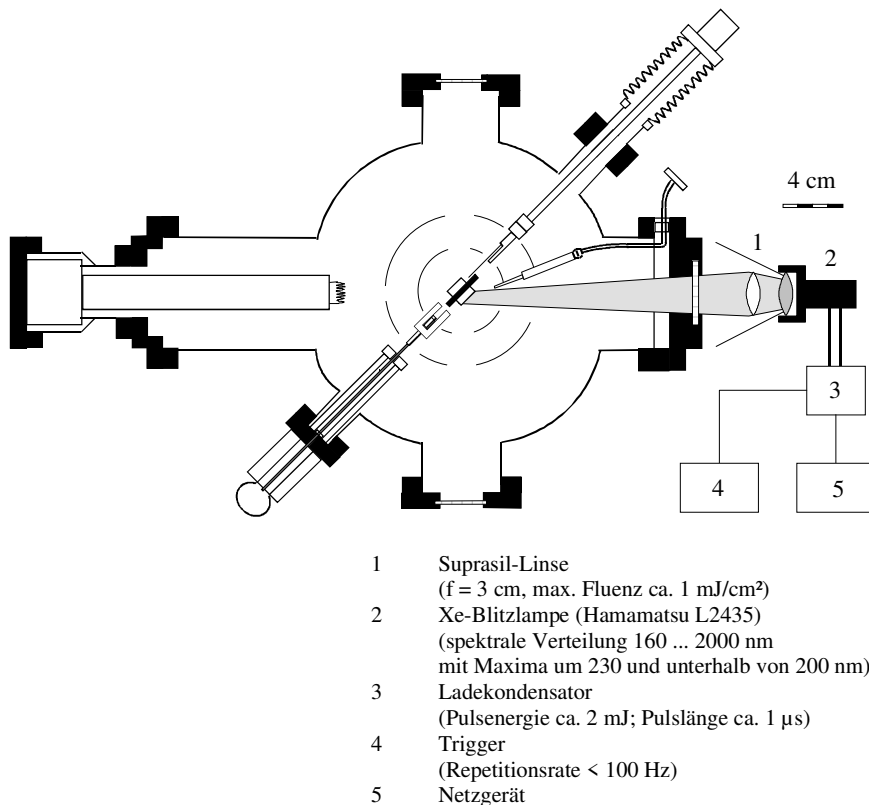 4 cm
1
2
3
4
5
1 Suprasil-Linse
(f = 3 cm, max. Fluenz ca. 1 mJ/cm²)
2 Xe-Blitzlampe (Hamamatsu L2435)
(spektrale Verteilung 160 ... 2000 nm
mit Maxima um 230 und unterhalb von 200 nm)
3 Ladekondensator
(Pulsenergie ca. 2 mJ; Pulslänge ca. 1 µs)
4 Trigger
(Repetitionsrate < 100 Hz)
5 Netzgerät